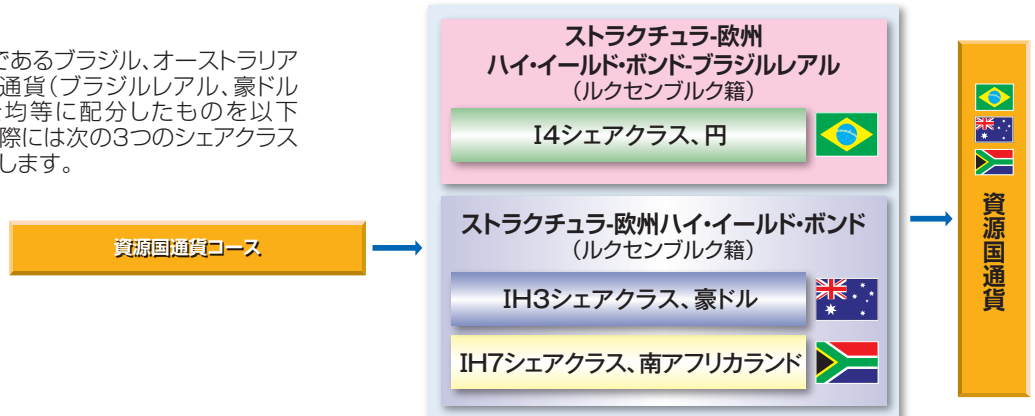 であるブラジル、オーストラリア
通貨(ブラジルレアル、豪ドル
均等に配分したものを以下
際には次の3つのシェアクラス
します。
資源国通貨コース
ストラクチュラ-欧州
ハイ・イールド・ボンド-ブラジルレアル
(ルクセンブルク籍)
I4シェアクラス、円
ストラクチュラ-欧州ハイ・イールド・ボンド
(ルクセンブルク籍)
IH3シェアクラス、豪ドル
IH7シェアクラス、南アフリカランド
資源国通貨